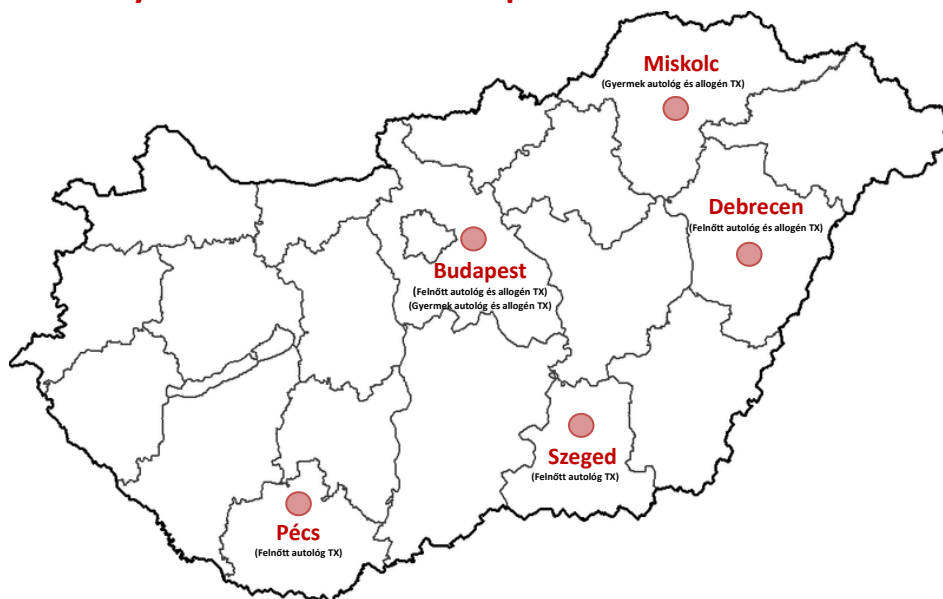 Miskolc
(Gyermek autológ és allogén TX)
Debrecen
(Felnőtt autológ és allogén TX)
Budapest
(Felnőtt autológ és allogén TX)
(Gyermek autológ és allogén TX)
Szeged
(Felnőtt autológ TX)
Pécs
(Felnőtt autológ TX)